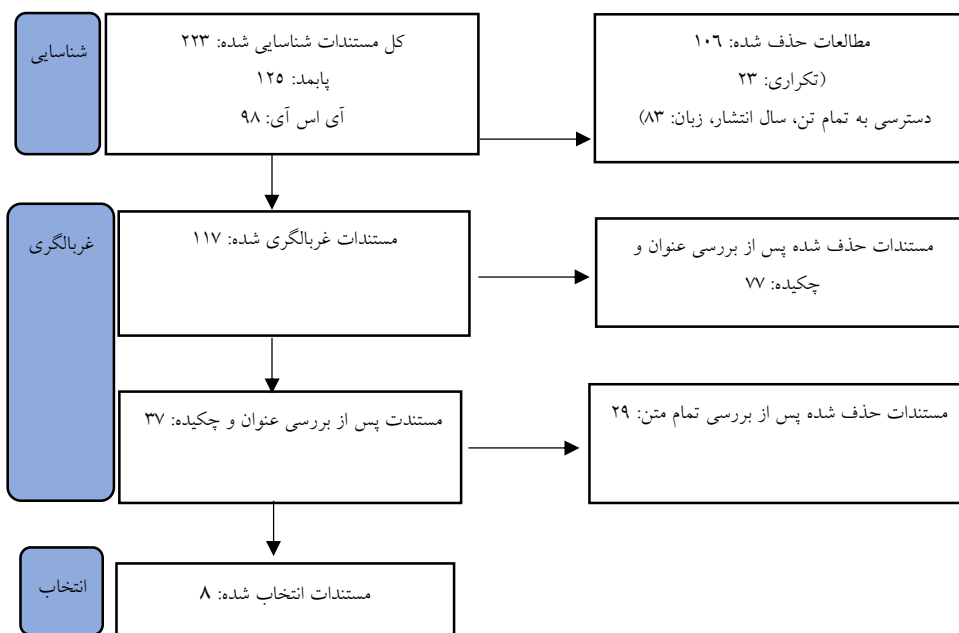 شناسایی
کل مستندات شناسایی شده: ۲۲۳
پابمد: ۱۲۵
آی اس آی: ۹۸
مطالعات حذف شده: ۱۰۶
(تکراری: ۲۳
دسترسی به تمام تن، سال انتشار، زبان: ۸۳)
غربالگری
مستندات غربالگری شده: ۱۱۷
مستندات حذف شده پس از بررسی عنوان و
چکیده: ۷۷
مستندت پس از بررسی عنوان و چکیده: ۳۷
مستندات حذف شده پس از بررسی تمام متن: ۲۹
انتخاب
مستندات انتخاب شده: ۸